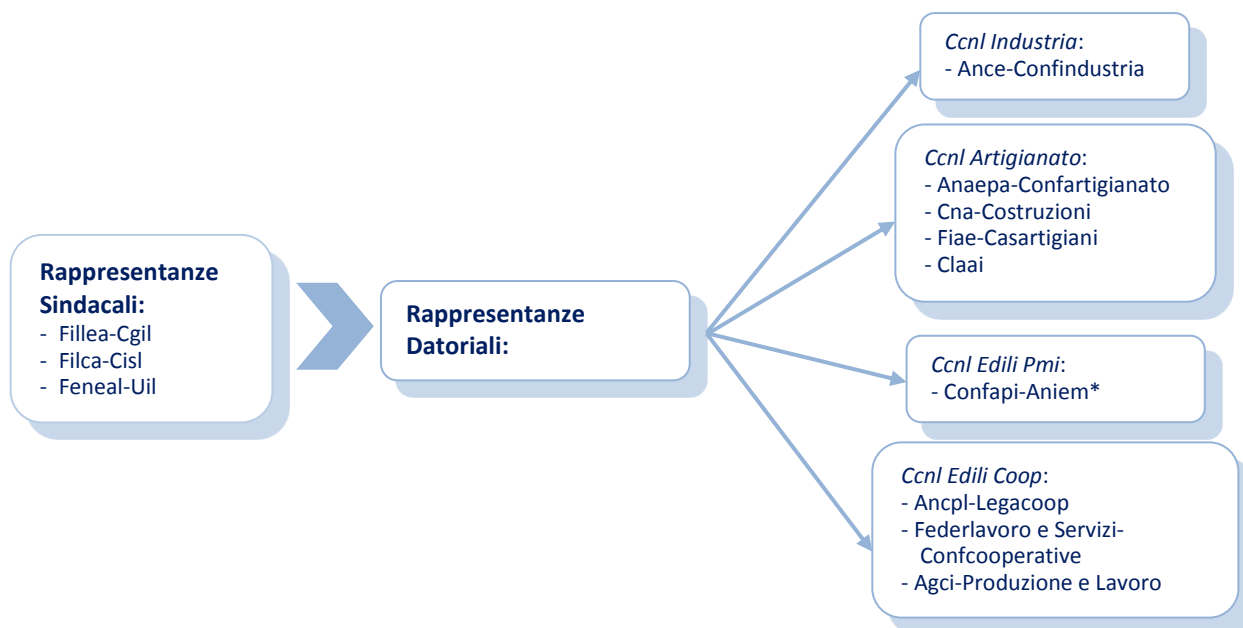 Rappresentanze
Sindacali:
- Fillea-Cgil
- Filca-Cisl
- Feneal-Uil
Rappresentanze
Datoriali:
Ccnl Industria:
- Ance-Confindustria
Ccnl Artigianato:
- Anaepa-Confartigianato
- Cna-Costruzioni
- Fiae-Casartigiani
- Claai
Ccnl Edili Pmi:
- Confapi-Aniem*
Ccnl Edili Coop:
- Ancpl-Legacoop
- Federlavoro e Servizi-
Confcooperative
- Agci-Produzione e Lavoro